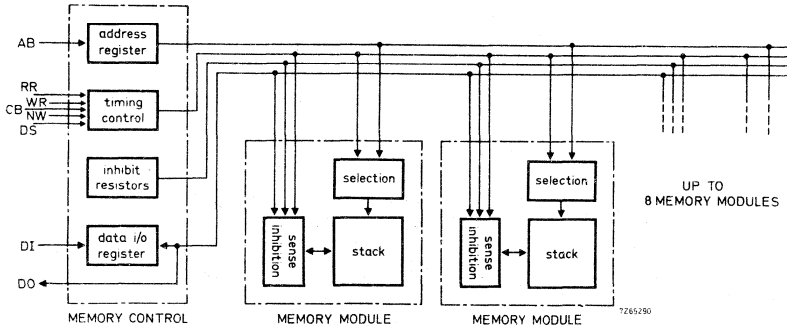 AB
address
register
RR
WR
CB
NW
DS
timing
control
inhibit
resistors
DI
data i/o
register
DO
MEMORY CONTROL
selection
sense
inhibition
stack
MEMORY MODULE
selection
sense
inhibition
stack
MEMORY MODULE
UP TO
8 MEMORY MODULES
7Z65290